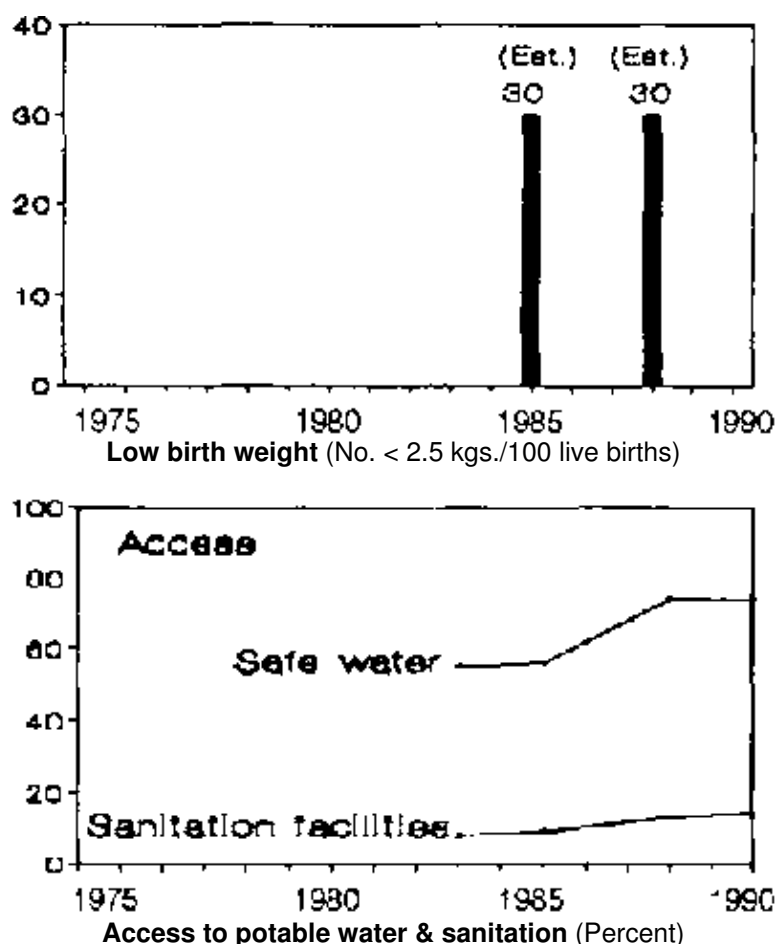 40
(Est.) (Est.)
30 30
30
20
10
0
1975 1980 1985 1990
Low birth weight (No. < 2.5 kgs./100 live births)
100
Access
80
60
Safe water
40
20
Sanitation facilities
0
1975 1980 1985 1990
Access to potable water & sanitation (Percent)